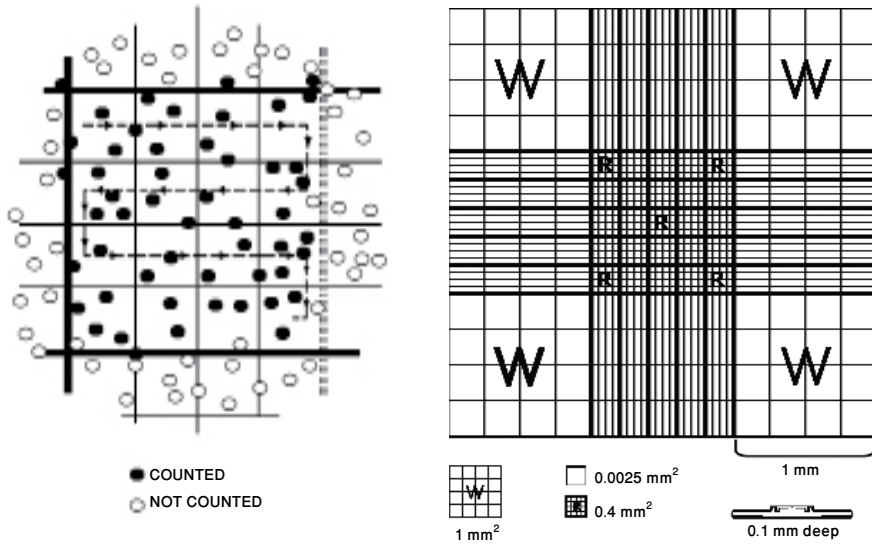 W W
R R
R
R R
W W
COUNTED
NOT COUNTED
W
1 mm²
0.0025 mm²
R
0.4 mm²
1 mm
0.1 mm deep